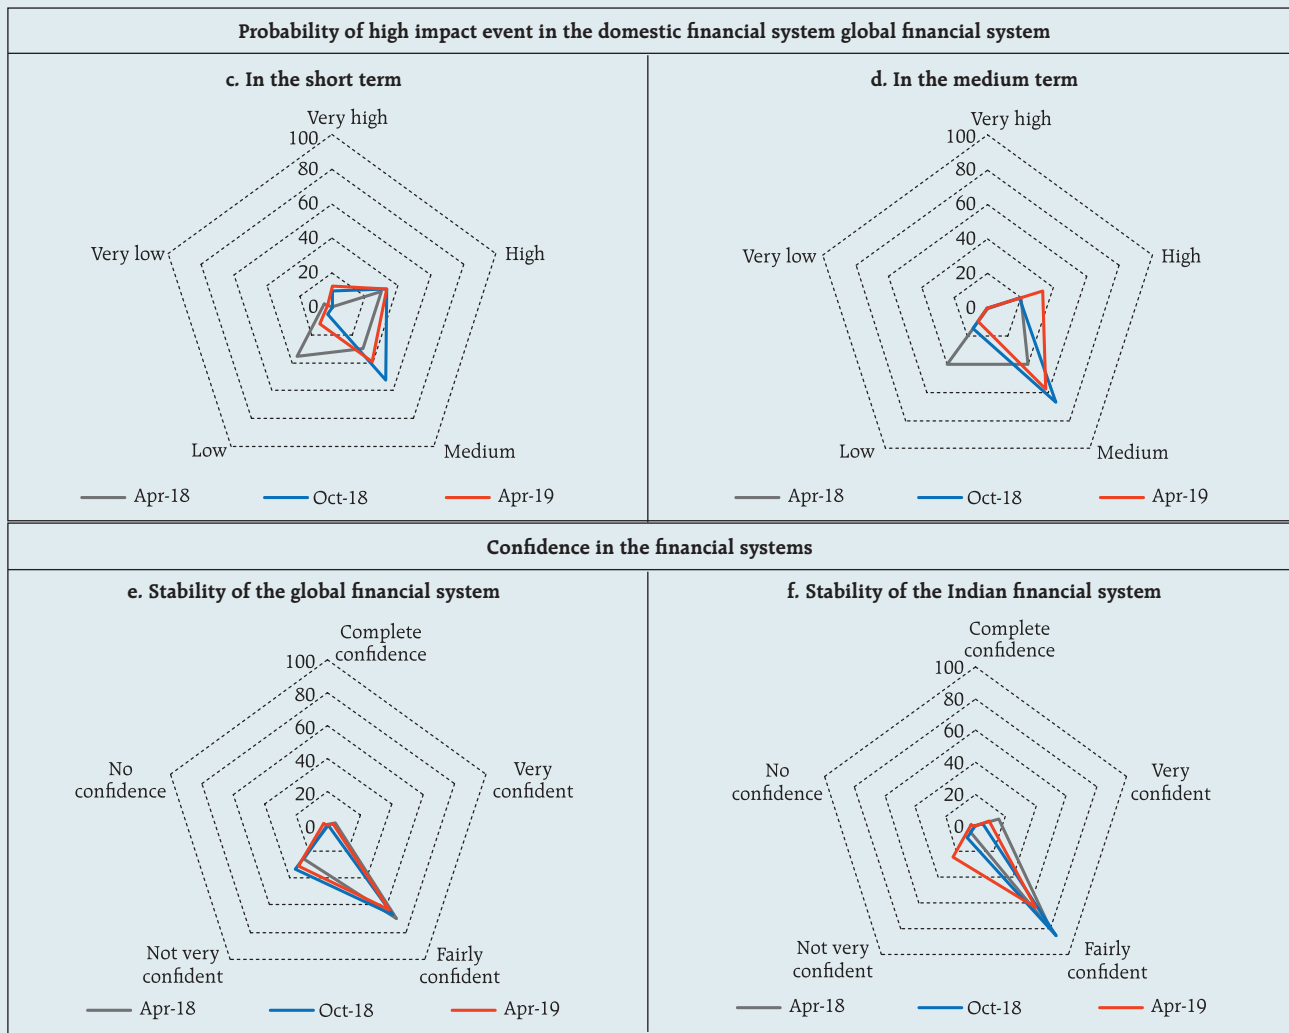 Probability of high impact event in the domestic financial system global financial system
c. In the short term
Very high
100
80
60
40
20
0
Very low
High
Low
Medium
Apr-18
Oct-18
Apr-19
d. In the medium term
Very high
100
80
60
40
20
0
Very low
High
Low
Medium
Apr-18
Oct-18
Apr-19
Confidence in the financial systems
e. Stability of the global financial system
Complete
confidence
100
80
60
40
20
0
No
confidence
Very
confident
Not very
confident
Fairly
confident
Apr-18
Oct-18
Apr-19
f. Stability of the Indian financial system
Complete
confidence
100
80
60
40
20
0
No
confidence
Very
confident
Not very
confident
Fairly
confident
Apr-18
Oct-18
Apr-19